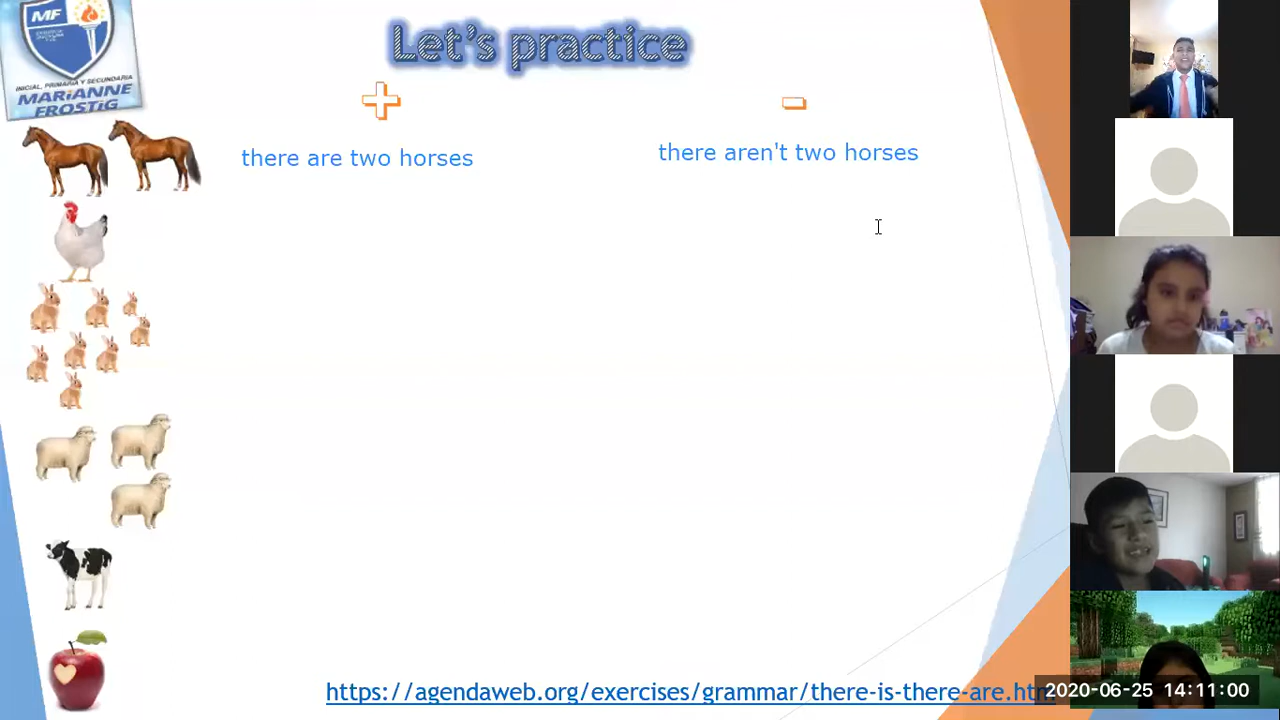 MF
INICIAL, PRIMARIA Y SECUNDARIA
MARIANNE
FROSTIG
Let's practice
+
-
there are two horses
there aren't two horses
https://agendaweb.org/exercises/grammar/there-is-there-are.htm
2020-06-25 14:11:00